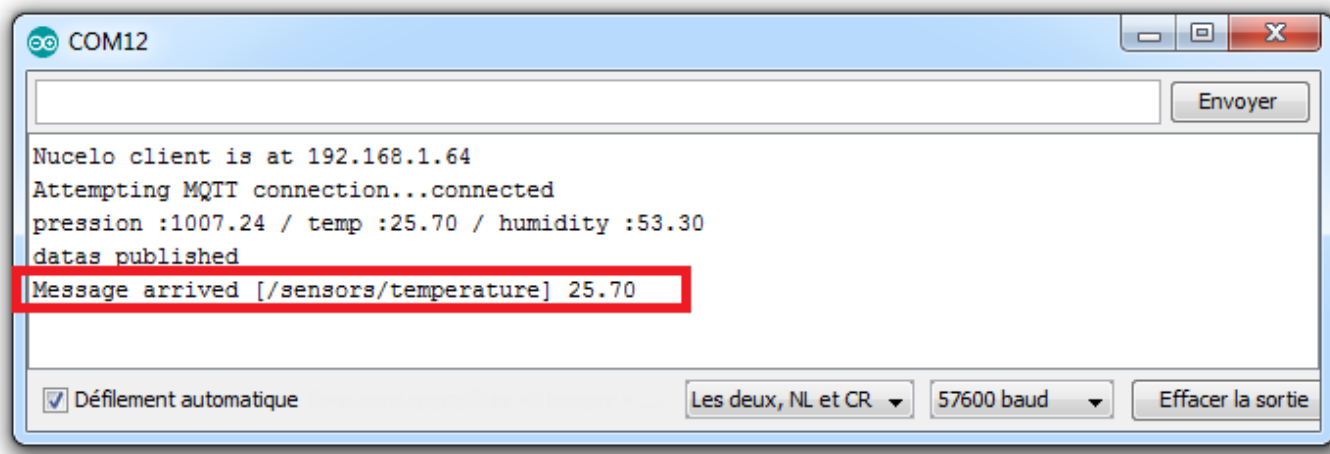 COM12
Envoyer
Nucelo client is at 192.168.1.64
Attempting MQTT connection...connected
pression :1007.24 / temp :25.70 / humidity :53.30
datas published
Message arrived [/sensors/temperature] 25.70
Défilement automatique
Les deux, NL et CR
57600 baud
Effacer la sortie